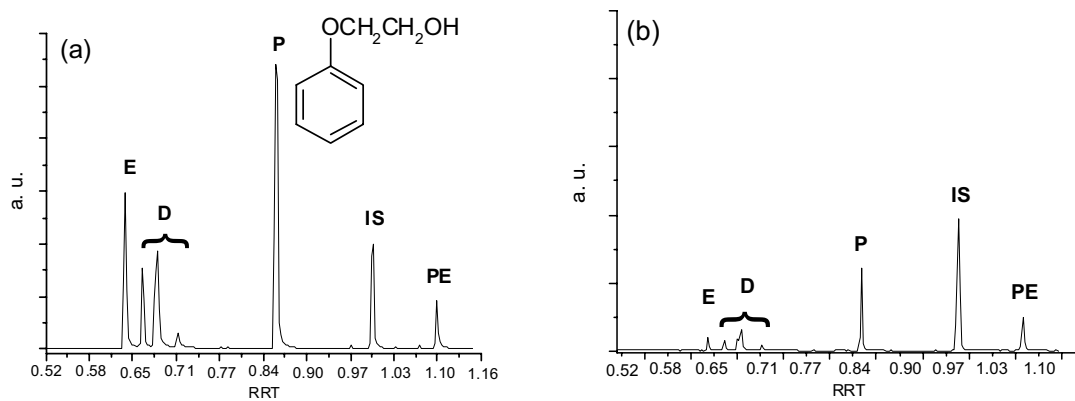 (a)
P
OCH2CH2OH
E
D
IS
PE
a. u.
0.52 0.58 0.65 0.71 0.77 0.84 0.90 0.97 1.03 1.10 1.16
RRT
(b)
IS
P
E
D
PE
a. u.
0.52 0.58 0.65 0.71 0.77 0.84 0.90 0.97 1.03 1.10
RRT